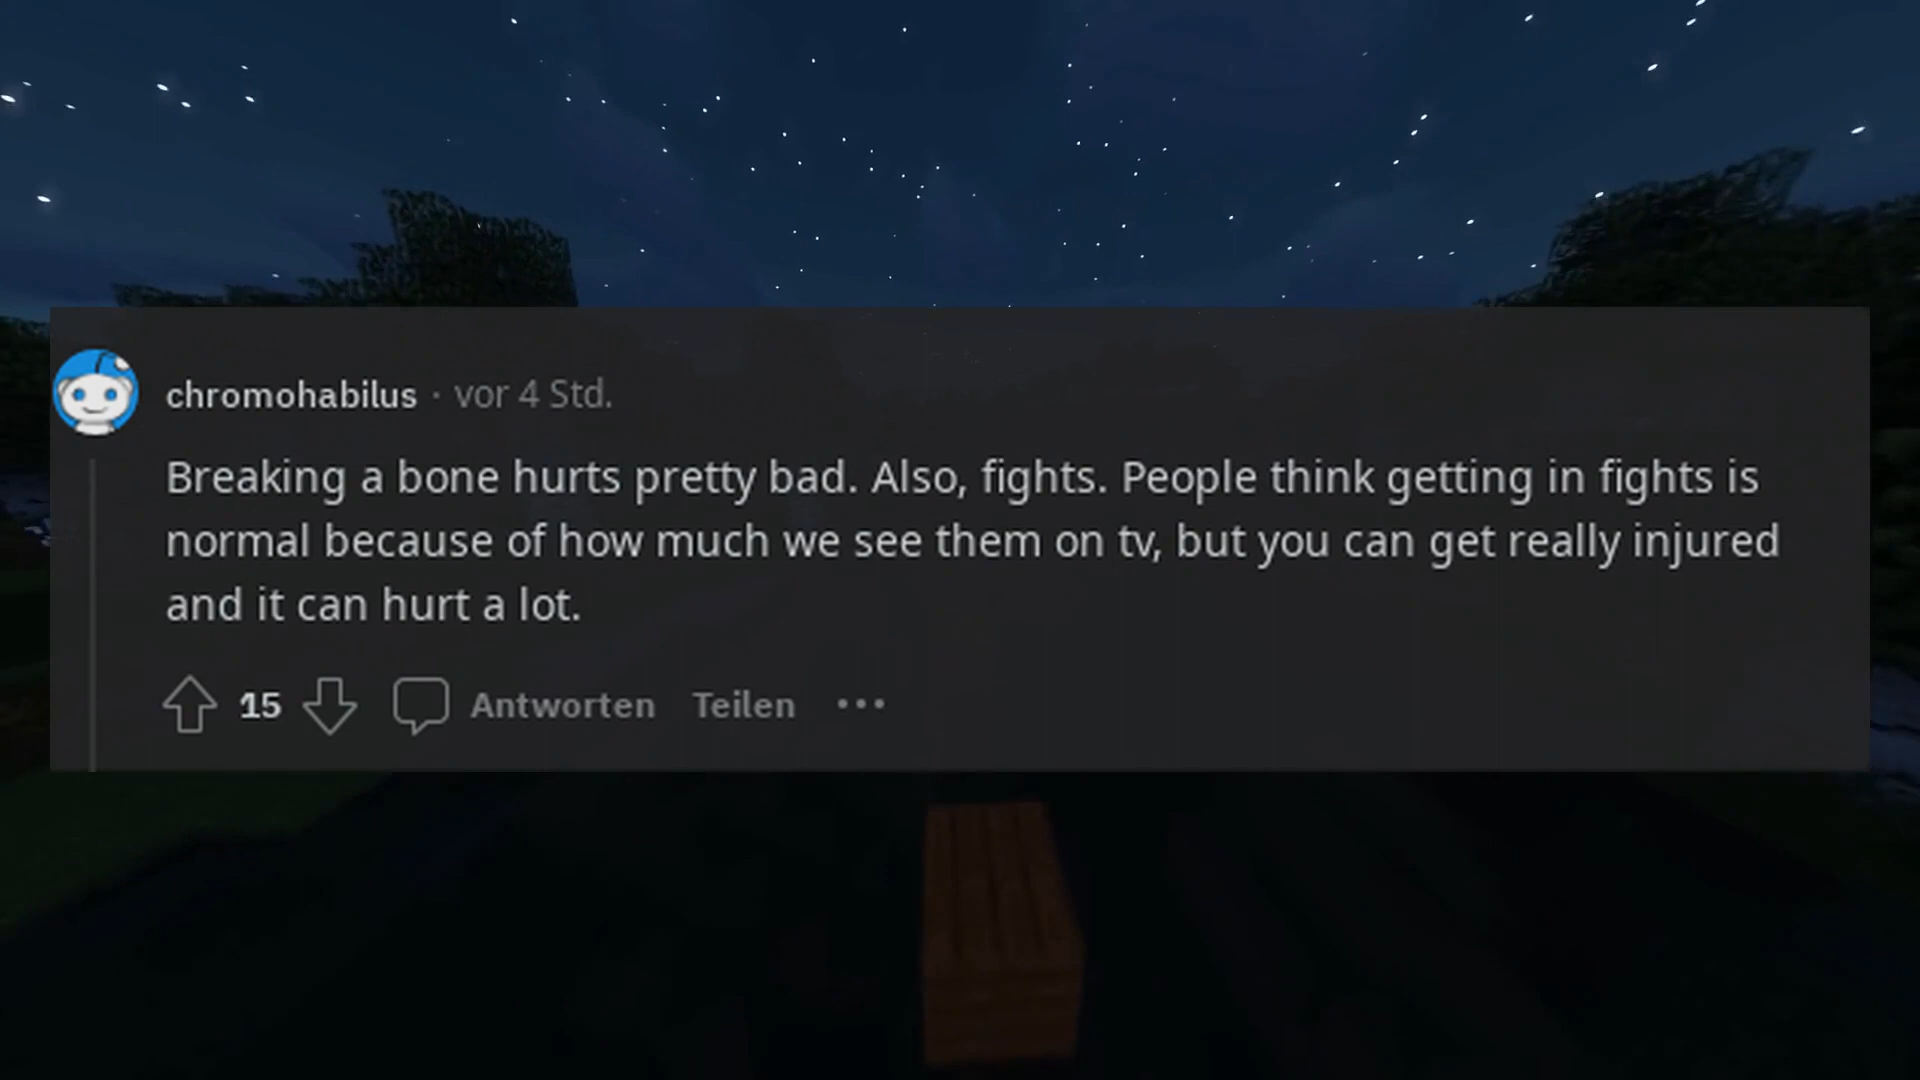 chromohabilus · vor 4 Std.
Breaking a bone hurts pretty bad. Also, fights. People think getting in fights is
normal because of how much we see them on tv, but you can get really injured
and it can hurt a lot.
15 Antworten Teilen •••